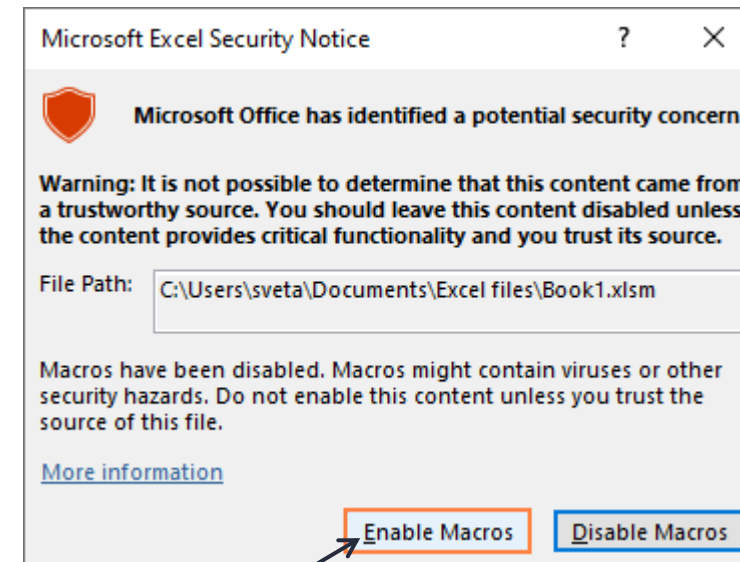 Microsoft Excel Security Notice
Microsoft Office has identified a potential security concern
Warning: It is not possible to determine that this content came from
a trustworthy source. You should leave this content disabled unless
the content provides critical functionality and you trust its source.
File Path: C:\Users\sveta\Documents\Excel files\Book1.xlsm
Macros have been disabled. Macros might contain viruses or other
security hazards. Do not enable this content unless you trust the
source of this file.
More information
Enable Macros Disable Macros